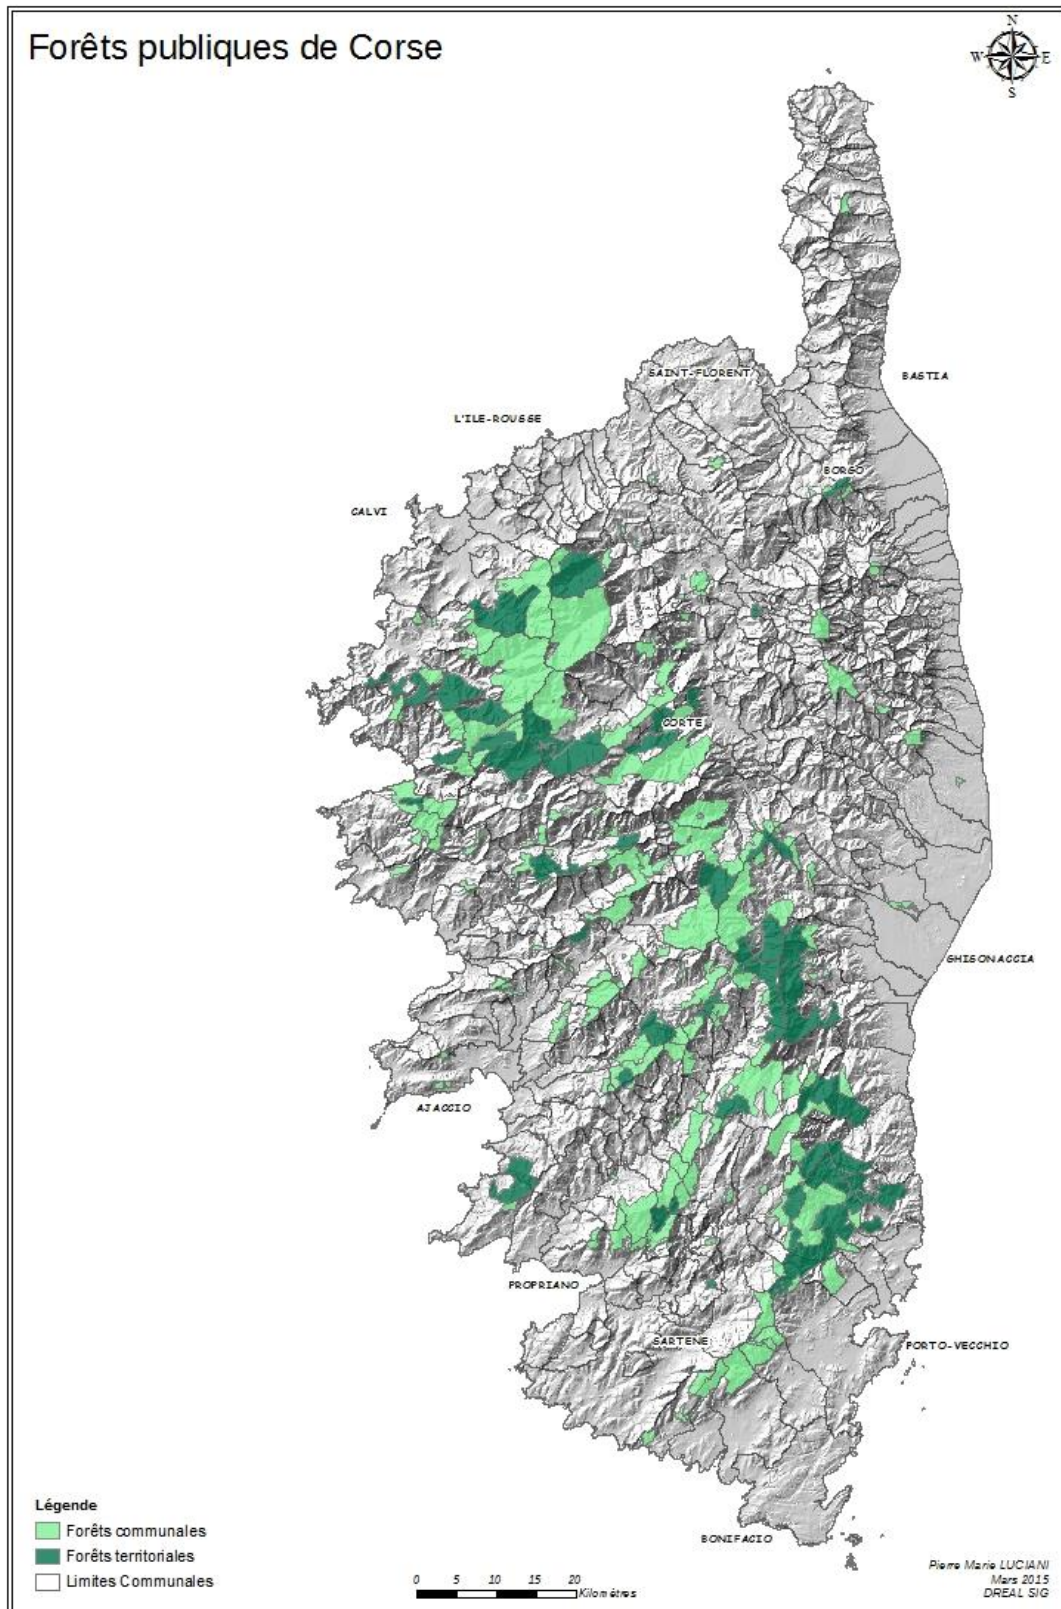 Forêts publiques de Corse
N
W E
S
SAINT-FLORENT
BASTIA
L'ILE-ROUSSE
BORGO
CALVI
CORTE
GHISONACCIA
AJACCIO
PROPRIANO
SARTENE
PORTO-VECCHIO
BONIFACIO
Légende
Forêts communales
Forêts territoriales
Limites Communales
0 5 10 15 20
Kilomètres
Pierre Marie LUCIANI
Mars 2015
DREAL SIG